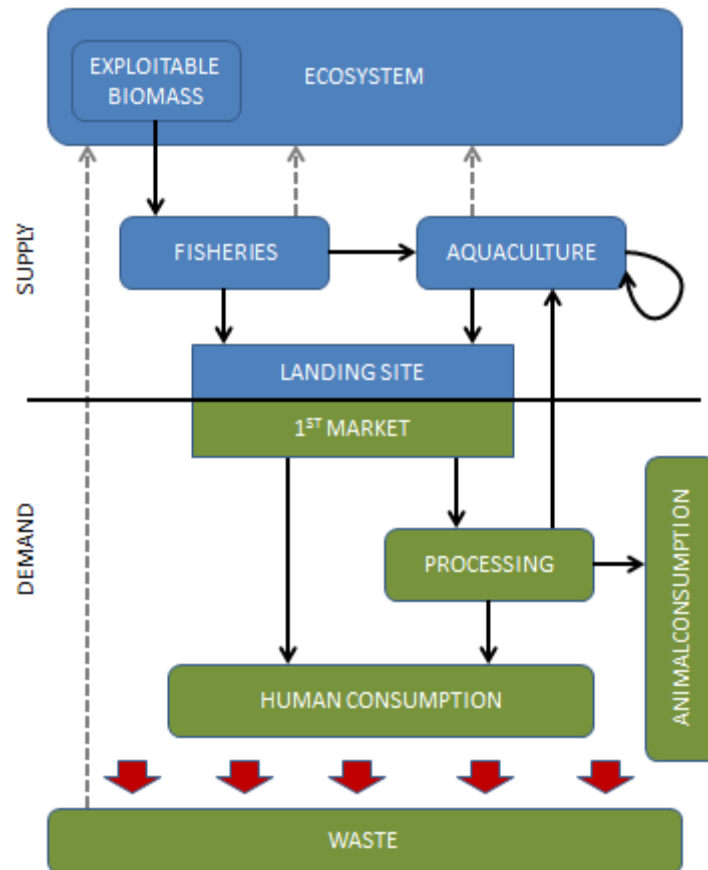 EXPLOITABLE
BIOMASS
ECOSYSTEM
SUPPLY
FISHERIES
AQUACULTURE
LANDING SITE
1ST MARKET
DEMAND
PROCESSING
ANIMALCONSUMPTION
HUMAN CONSUMPTION
WASTE